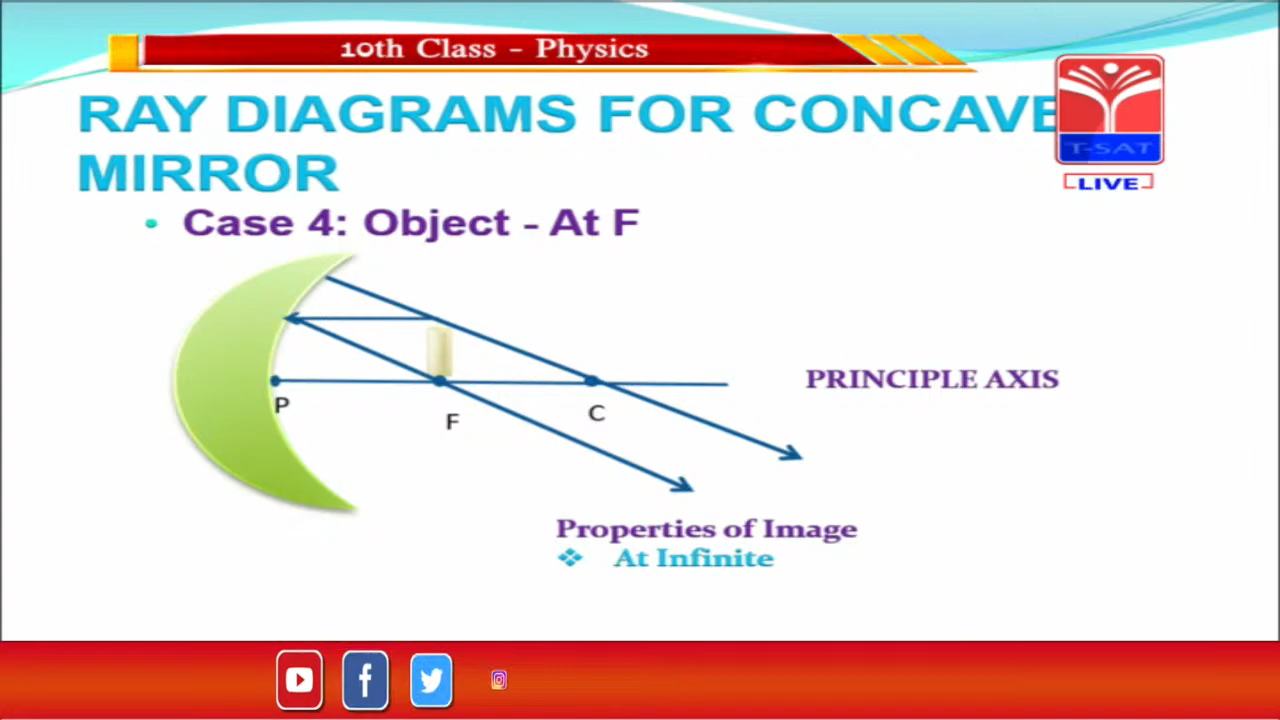 10th Class - Physics
RAY DIAGRAMS FOR CONCAVE
MIRROR
T-SAT
LIVE
• Case 4: Object - At F
PRINCIPLE AXIS
P
F
C
Properties of Image
❖ At Infinite